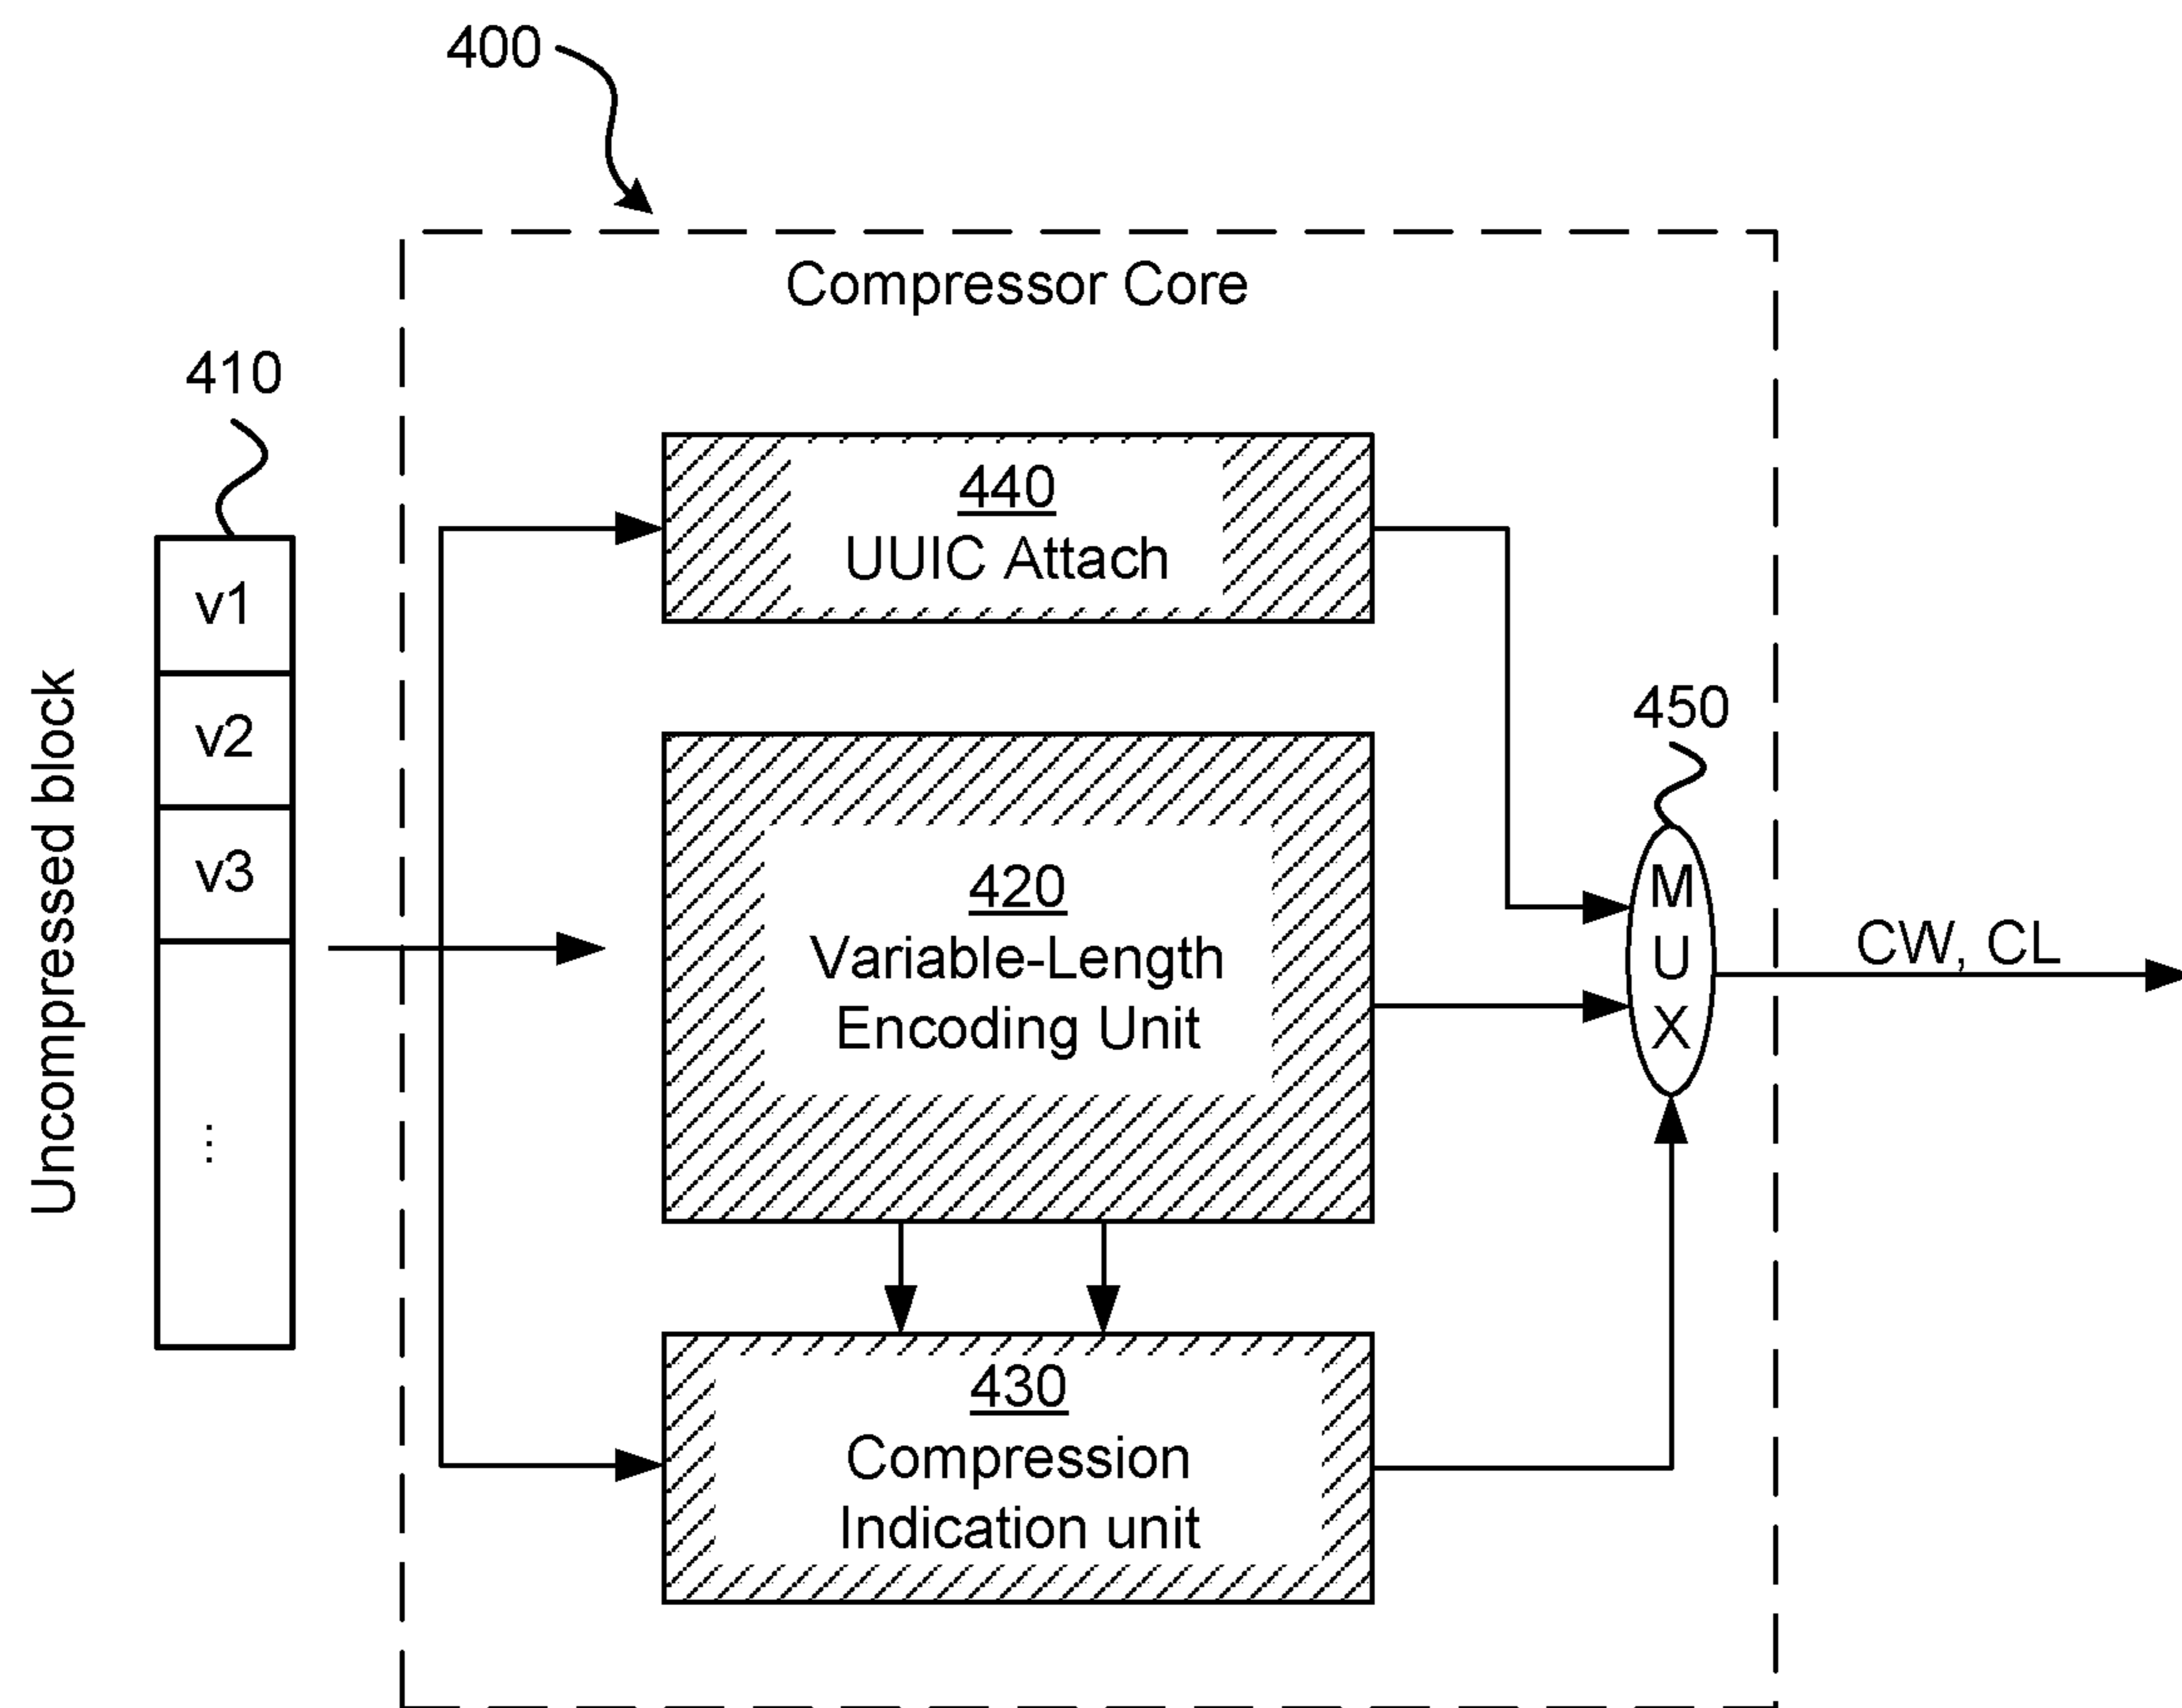 400
Compressor Core
410
440
UUIC Attach
v1
v2
v3
...
Uncompressed block
420
Variable-Length
Encoding Unit
450
M
U
X
CW, CL
430
Compression
Indication unit